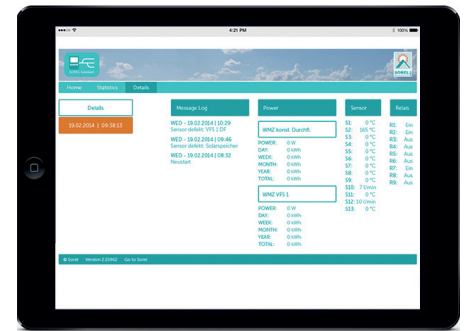 4:21 PM
100%
SOREL Connect
SOREL
Home Statistics Details
Details
19.02.2014 | 09:38:13
Message Log
WED - 19.02.2014 | 10:29
Sensor defekt: VFS 1 DF
WED - 19.02.2014 | 09:46
Sensor defekt: Solarspeicher
WED - 19.02.2014 | 08:32
Neustart
Power
WMZ konst. Durchfl.
POWER: 0 W
DAY: 0 kWh
WEEK: 0 kWh
MONTH: 0 kWh
YEAR: 0 kWh
TOTAL: 0 kWh
WMZ VFS 1
POWER: 0 kWh
DAY: 0 kWh
WEEK: 0 kWh
MONTH: 0 kWh
YEAR: 0 kWh
TOTAL: 0 kWh
Sensor
S1: 0 °C
S2: 165 °C
S3: 0 °C
S4: 0 °C
S5: 0 °C
S6: 0 °C
S7: 0 °C
S8: 0 °C
S9: 0 °C
S10: 7 l/min
S11: 0 °C
S12: 10 l/min
S13: 0 °C
Relais
R1: Ein
R2: Ein
R3: Aus
R4: Aus
R5: Aus
R6: Aus
R7: Ein
R8: Aus
R9: Aus
© Sorel Version 2.20462 Go to Sorel